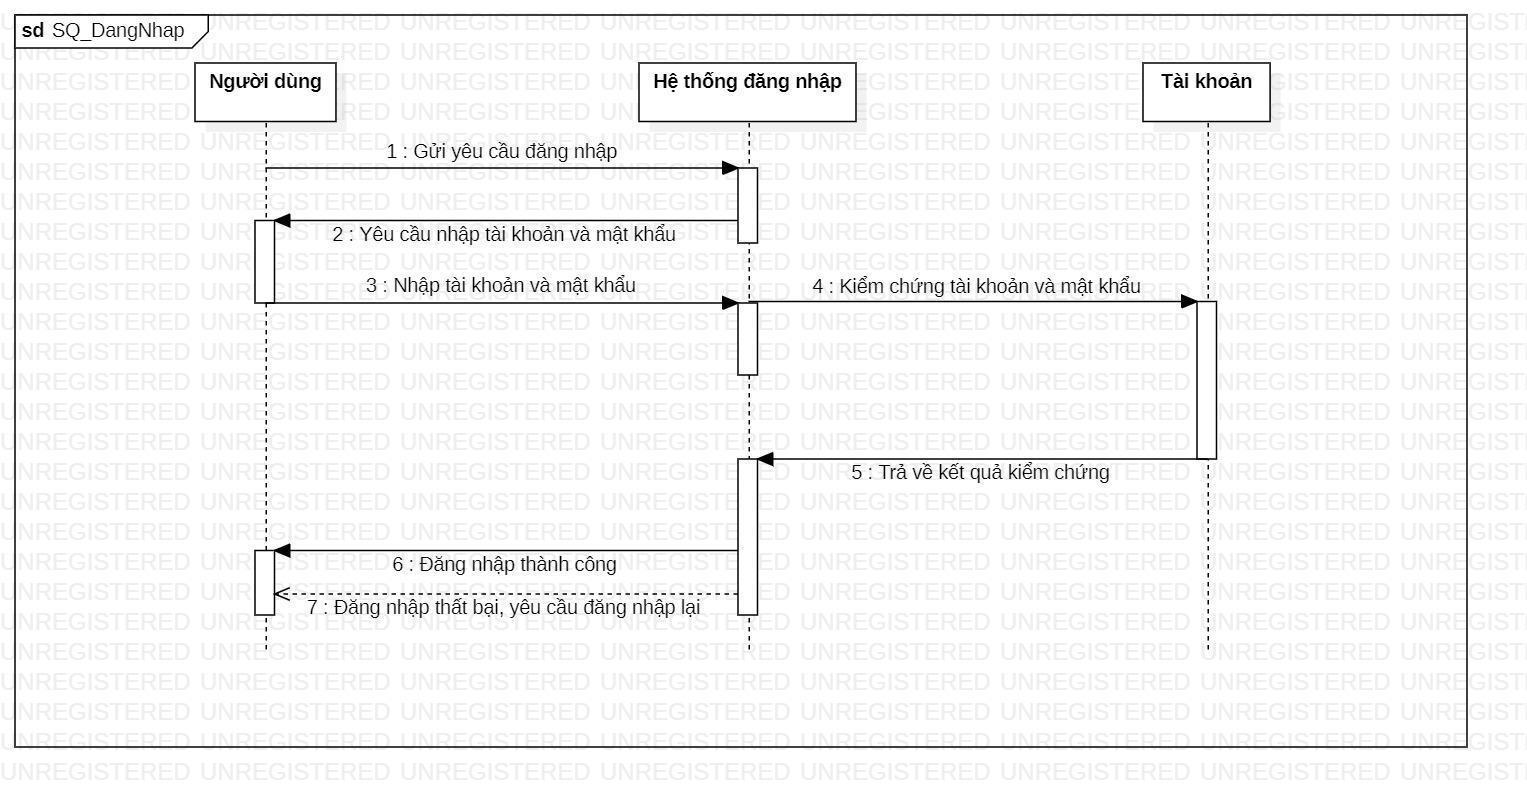 sd SQ_DangNhap
Người dùng
Hệ thống đăng nhập
Tài khoản
1 : Gửi yêu cầu đăng nhập
2 : Yêu cầu nhập tài khoản và mật khẩu
3 : Nhập tài khoản và mật khẩu
4 : Kiểm chứng tài khoản và mật khẩu
5 : Trả về kết quả kiểm chứng
6 : Đăng nhập thành công
7 : Đăng nhập thất bại, yêu cầu đăng nhập lại
UNREGISTERED